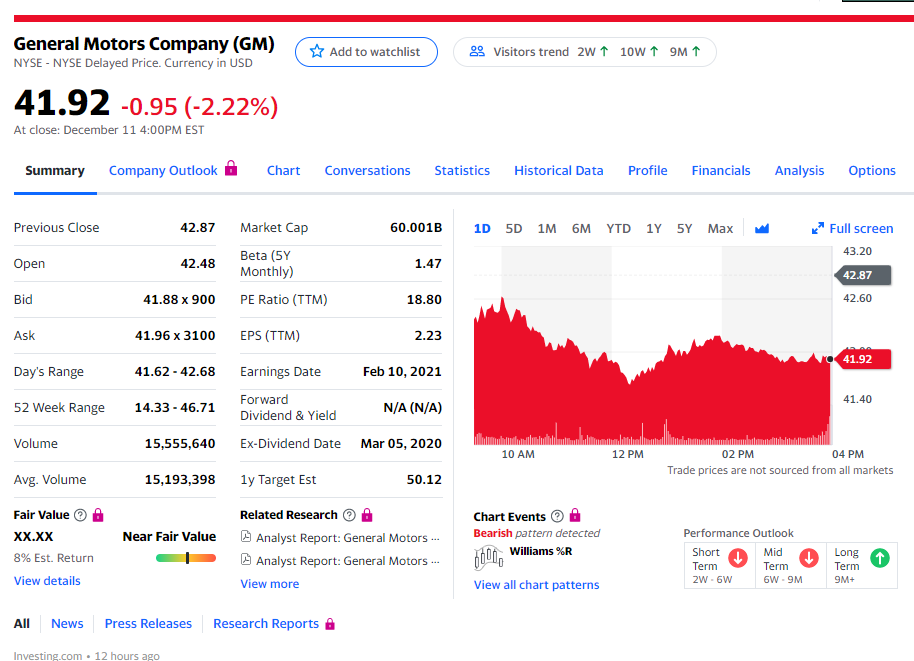 General Motors Company (GM)
Add to watchlist
Visitors trend 2W ↑ 10W ↑ 9M ↑
NYSE - NYSE Delayed Price. Currency in USD
41.92 -0.95 (-2.22%)
At close: December 11 4:00PM EST
Summary Company Outlook Chart Conversations Statistics Historical Data Profile Financials Analysis Options
Previous Close 42.87
Open 42.48
Bid 41.88 x 900
Ask 41.96 x 3100
Day's Range 41.62 - 42.68
52 Week Range 14.33 - 46.71
Volume 15,555,640
Avg. Volume 15,193,398
Market Cap 60.001B
Beta (5Y
Monthly) 1.47
PE Ratio (TTM) 18.80
EPS (TTM) 2.23
Earnings Date Feb 10, 2021
Forward
Dividend & Yield N/A (N/A)
Ex-Dividend Date Mar 05, 2020
1y Target Est 50.12
1D 5D 1M 6M YTD 1Y 5Y Max Full screen
43.20
42.87
42.60
41.92
41.40
10 AM 12 PM 02 PM 04 PM
Trade prices are not sourced from all markets
Fair Value
XX.XX Near Fair Value
8% Est. Return
View details
Related Research
Analyst Report: General Motors ...
Analyst Report: General Motors ...
View more
Chart Events
Bearish pattern detected
Williams %R
View all chart patterns
Performance Outlook
Short
Term
2W - 6W
Mid
Term
6W - 9M
Long
Term
9M+
All News Press Releases Research Reports
Investing.com • 12 hours ago